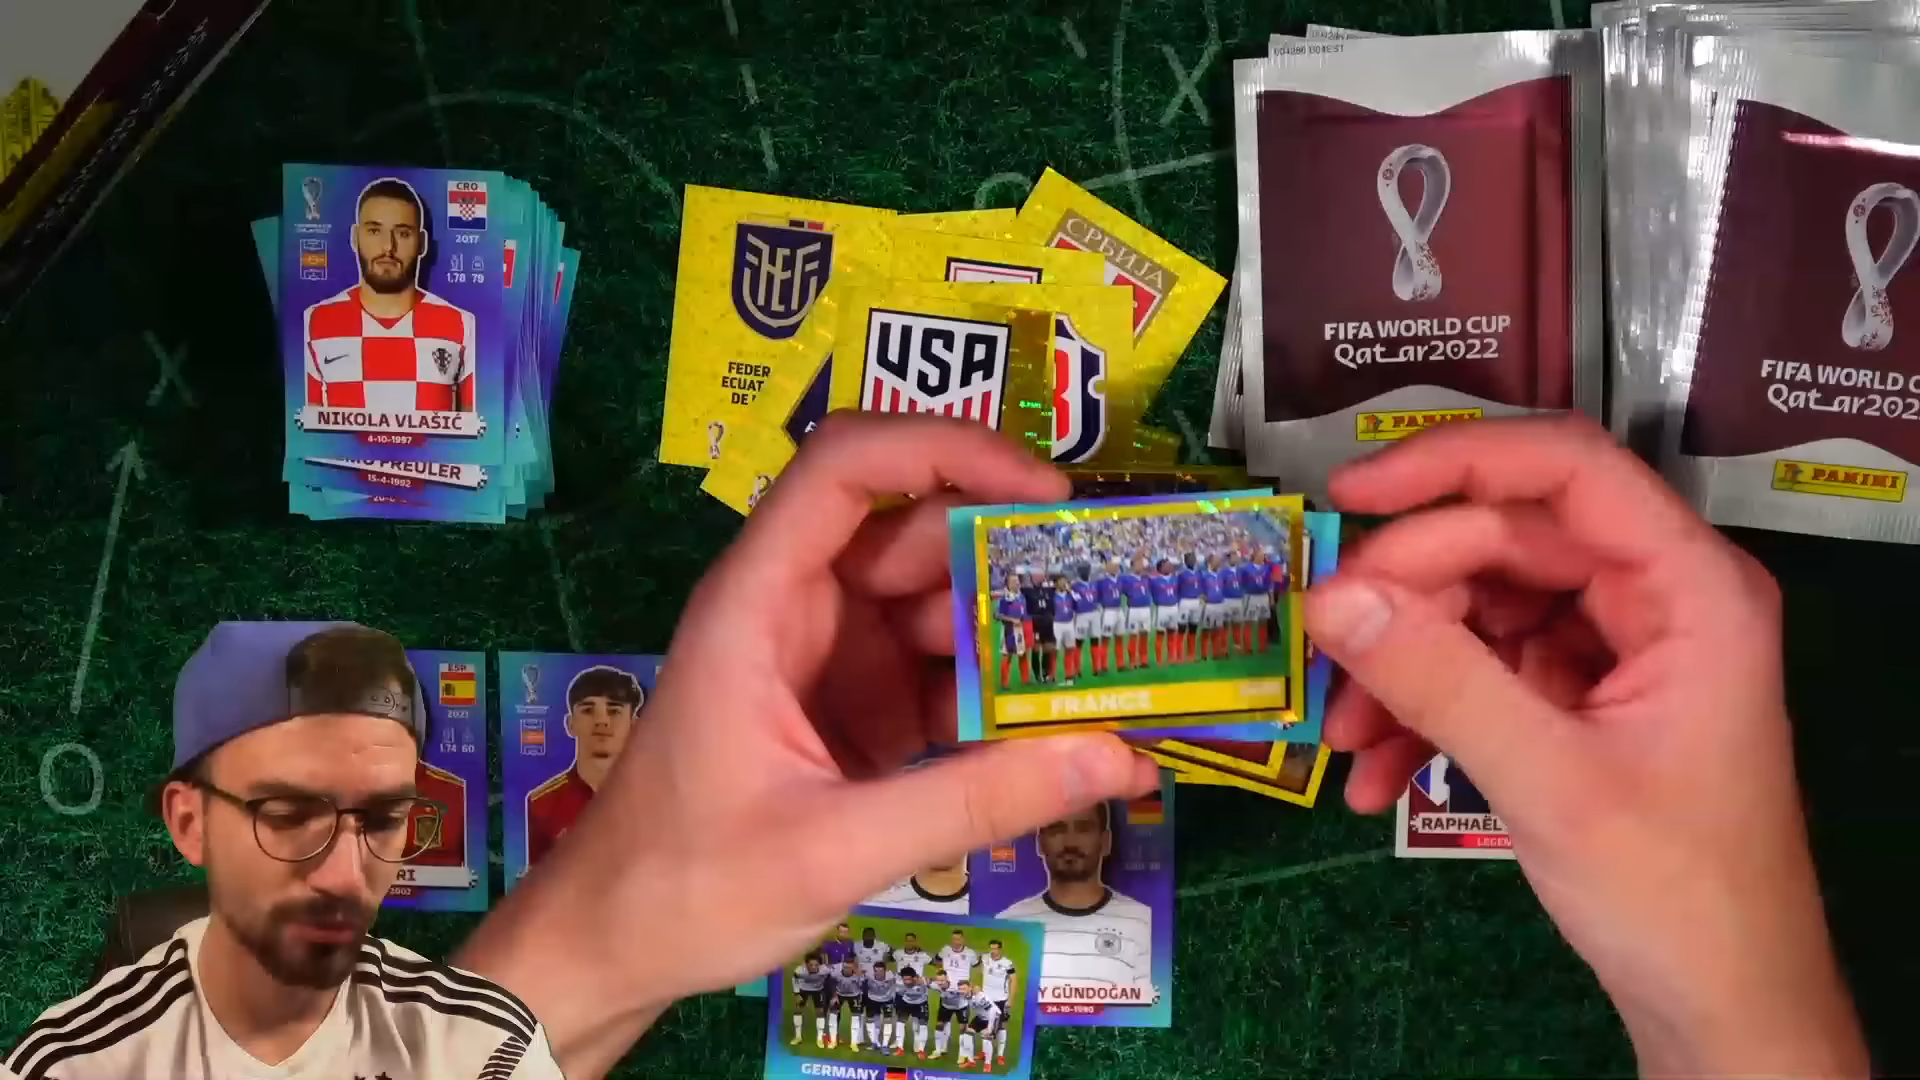 CRO
2017
1.78 79
NIKOLA VLAŠIĆ
4-10-1997
FREULER
15-4-1992
FEDER
ECUAT
DE
СРБИЈА
USA
FIFA WORLD CUP
Qatar2022
PANINI
FIFA WORLD C
Qatar202
PANINI
FRANCE
ESP
2021
1.74 60
RI
2002
RAPHAËL
LEGEN
Y GÜNDOĞAN
24-10-1990
GERMANY